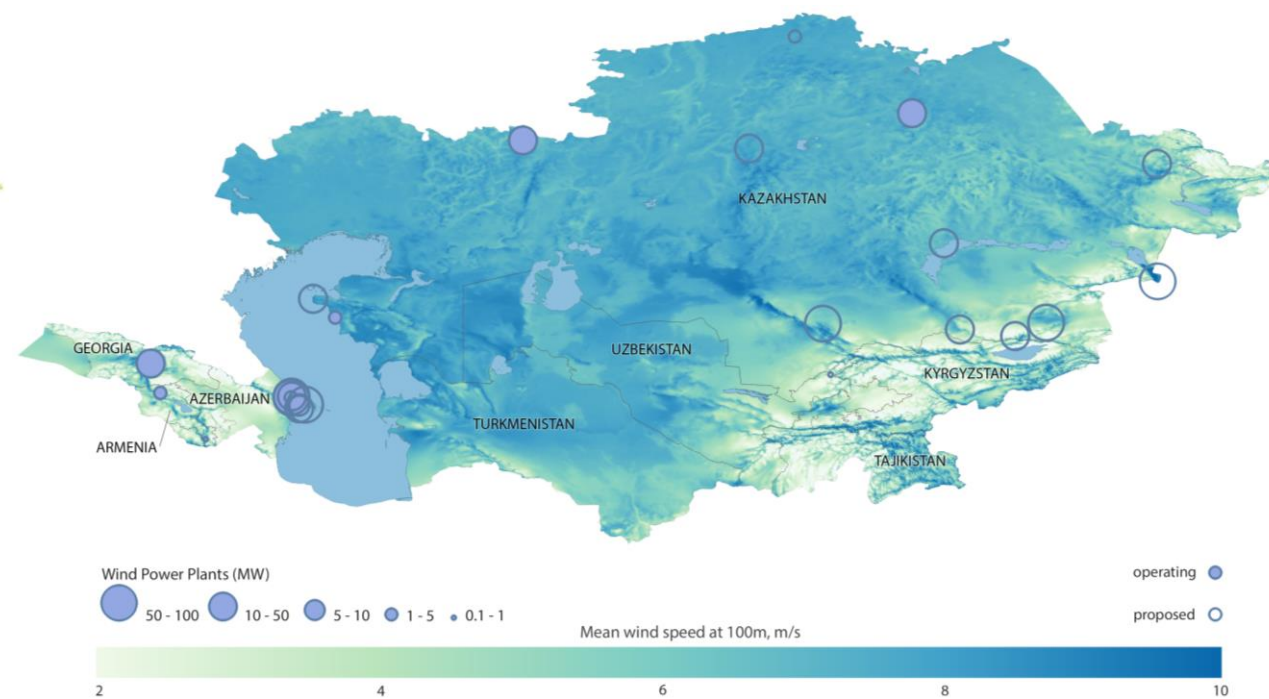 KAZAKHSTAN
GEORGIA
UZBEKISTAN
KYRGYZSTAN
AZERBAIJAN
TURKMENISTAN
ARMENIA
TAJIKISTAN
Wind Power Plants (MW)
operating
50 - 100 10 - 50 5 - 10 1 - 5 0.1 - 1
proposed
Mean wind speed at 100m, m/s
2 4 6 8 10